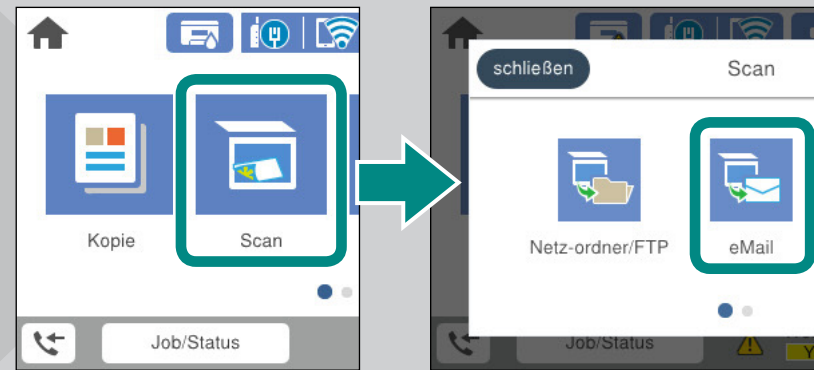 Kopie
Scan
Job/Status
schließen
Scan
Netz-ordner/FTP
eMail
Job/Status